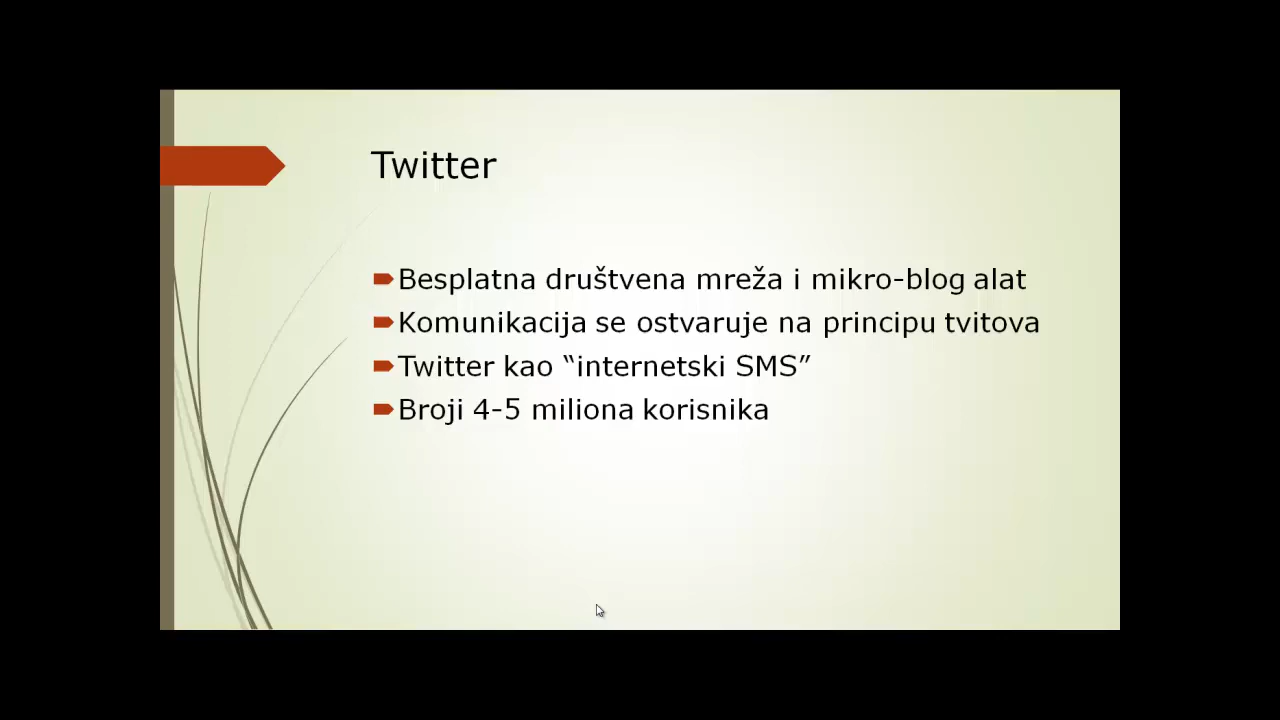 Twitter
Besplatna društvena mreža i mikro-blog alat
Komunikacija se ostvaruje na principu tvitova
Twitter kao “internetski SMS”
Broji 4-5 miliona korisnika